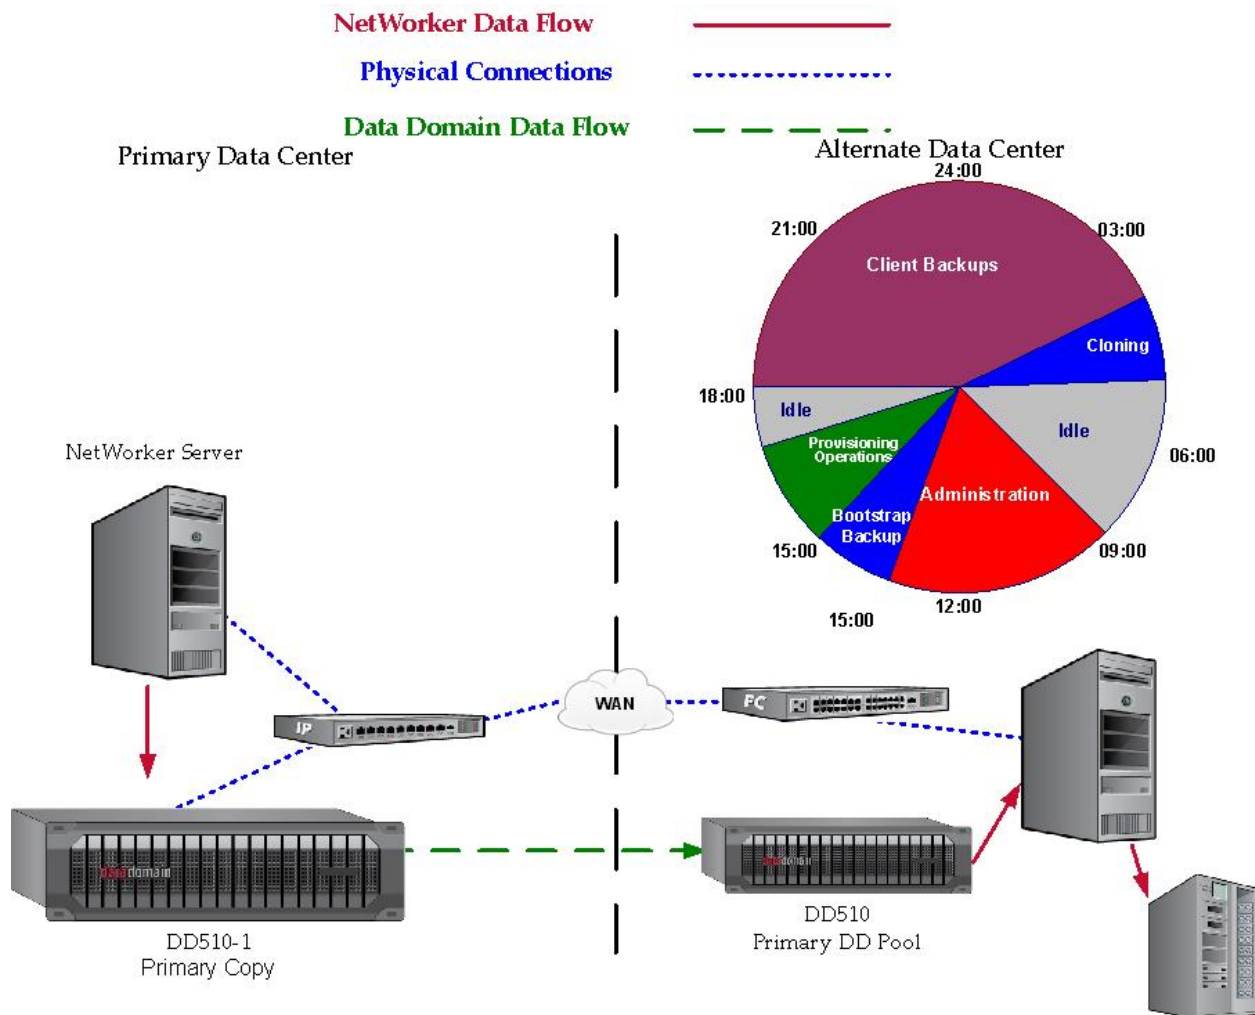 NetWorker Data Flow
Physical Connections
Data Domain Data Flow
Primary Data Center
Alternate Data Center
24:00
21:00
03:00
Client Backups
Cloning
18:00
Idle
Idle
Provisioning
Operations
06:00
Administration
Bootstrap
Backup
15:00
09:00
12:00
15:00
NetWorker Server
IP
WAN
FC
datadomain
datadomain
DD510-1
Primary Copy
DD510
Primary DD Pool